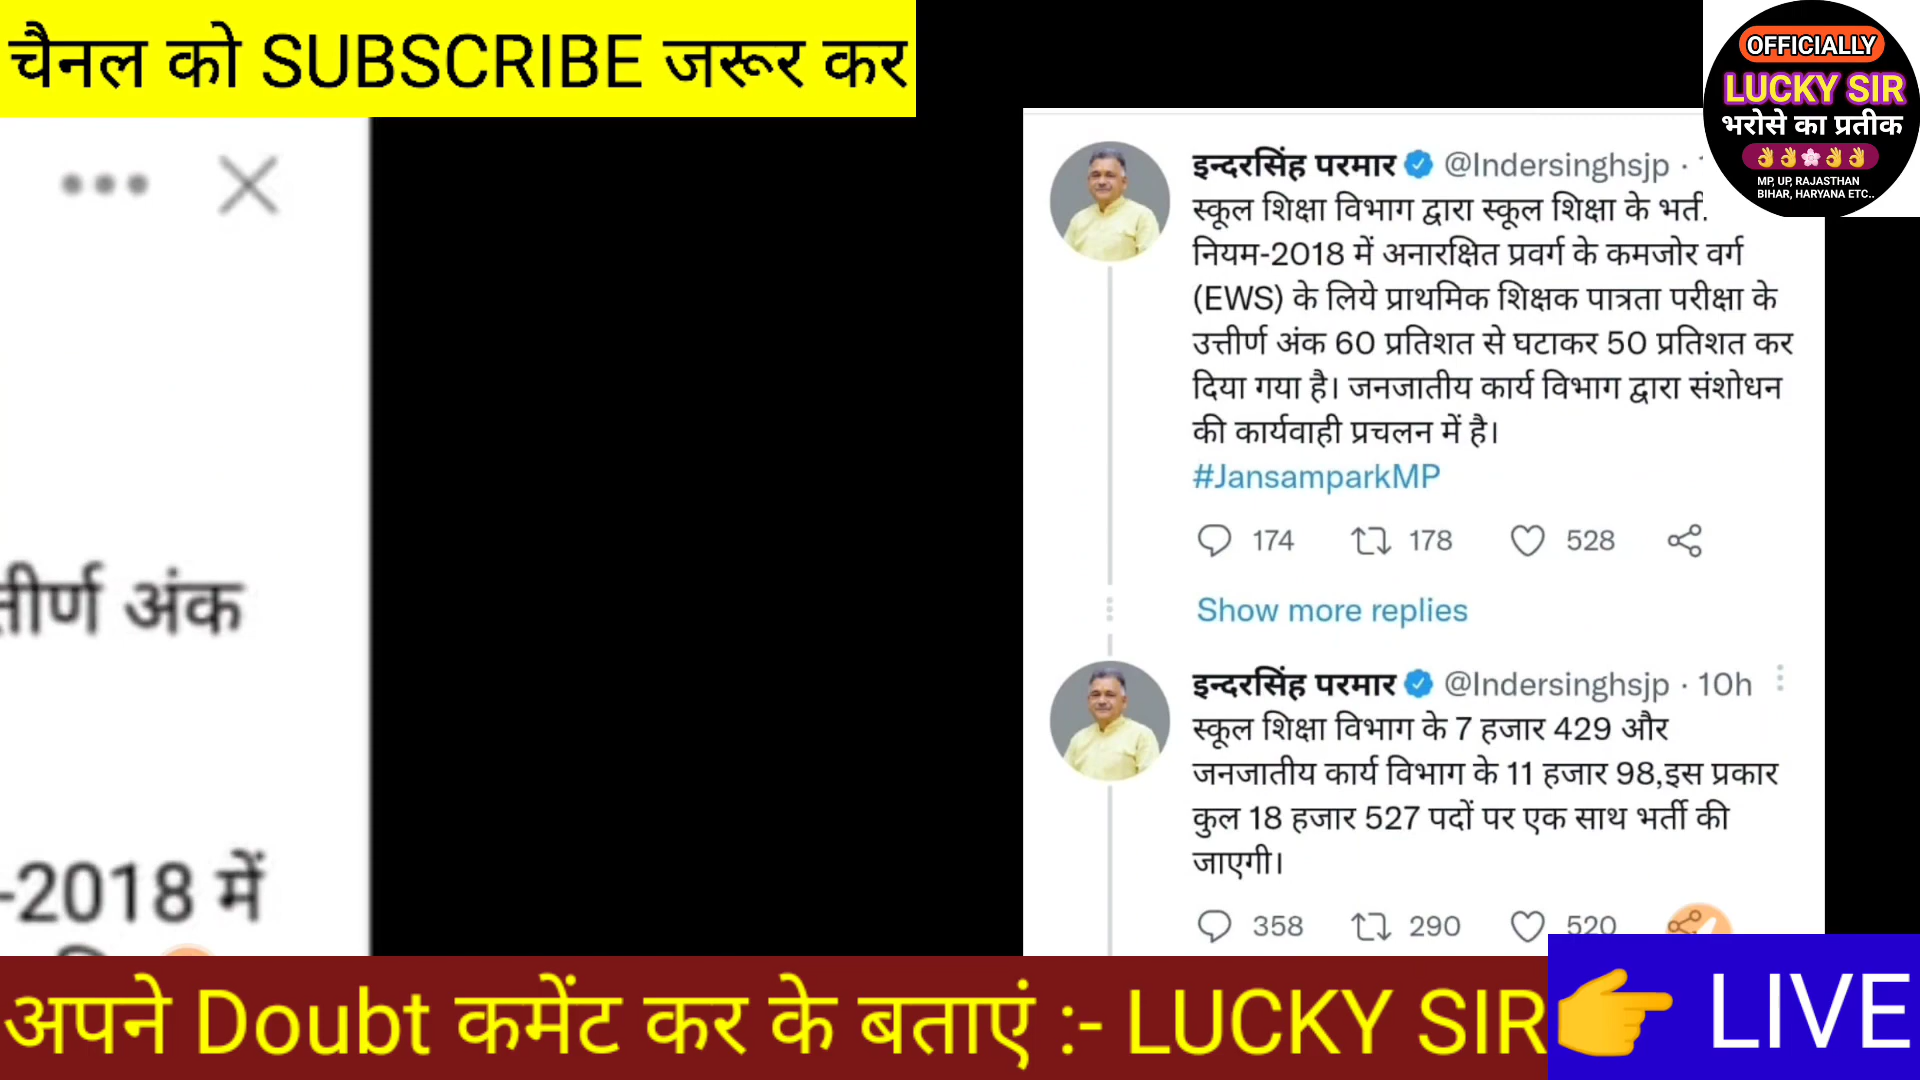 चैनल को SUBSCRIBE जरूर कर
OFFICIALLY
LUCKY SIR
भरोसे का प्रतीक
MP, UP, RAJASTHAN
BIHAR, HARYANA ETC..
इन्दरसिंह परमार @Indersinghsjp ·
स्कूल शिक्षा विभाग द्वारा स्कूल शिक्षा के
नियम-2018 में अनारक्षित प्रवर्ग के कमजोर वर्ग
(EWS) के लिये प्राथमिक शिक्षक पात्रता परीक्षा के
उत्तीर्ण अंक 60 प्रतिशत से घटाकर 50 प्रतिशत कर
दिया गया है। जनजातीय कार्य विभाग द्वारा संशोधन
की कार्यवाही प्रचलन में है।
#JansamparkMP
174 178 528
Show more replies
इन्दरसिंह परमार @Indersinghsjp · 10h
स्कूल शिक्षा विभाग के 7 हजार 429 और
जनजातीय कार्य विभाग के 11 हजार 98,इस प्रकार
कुल 18 हजार 527 पदों पर एक साथ भर्ती की
जाएगी।
358 290 520
अंक
-2018 में
अपने Doubt कमेंट कर के बताएं :- LUCKY SIR
👉 LIVE